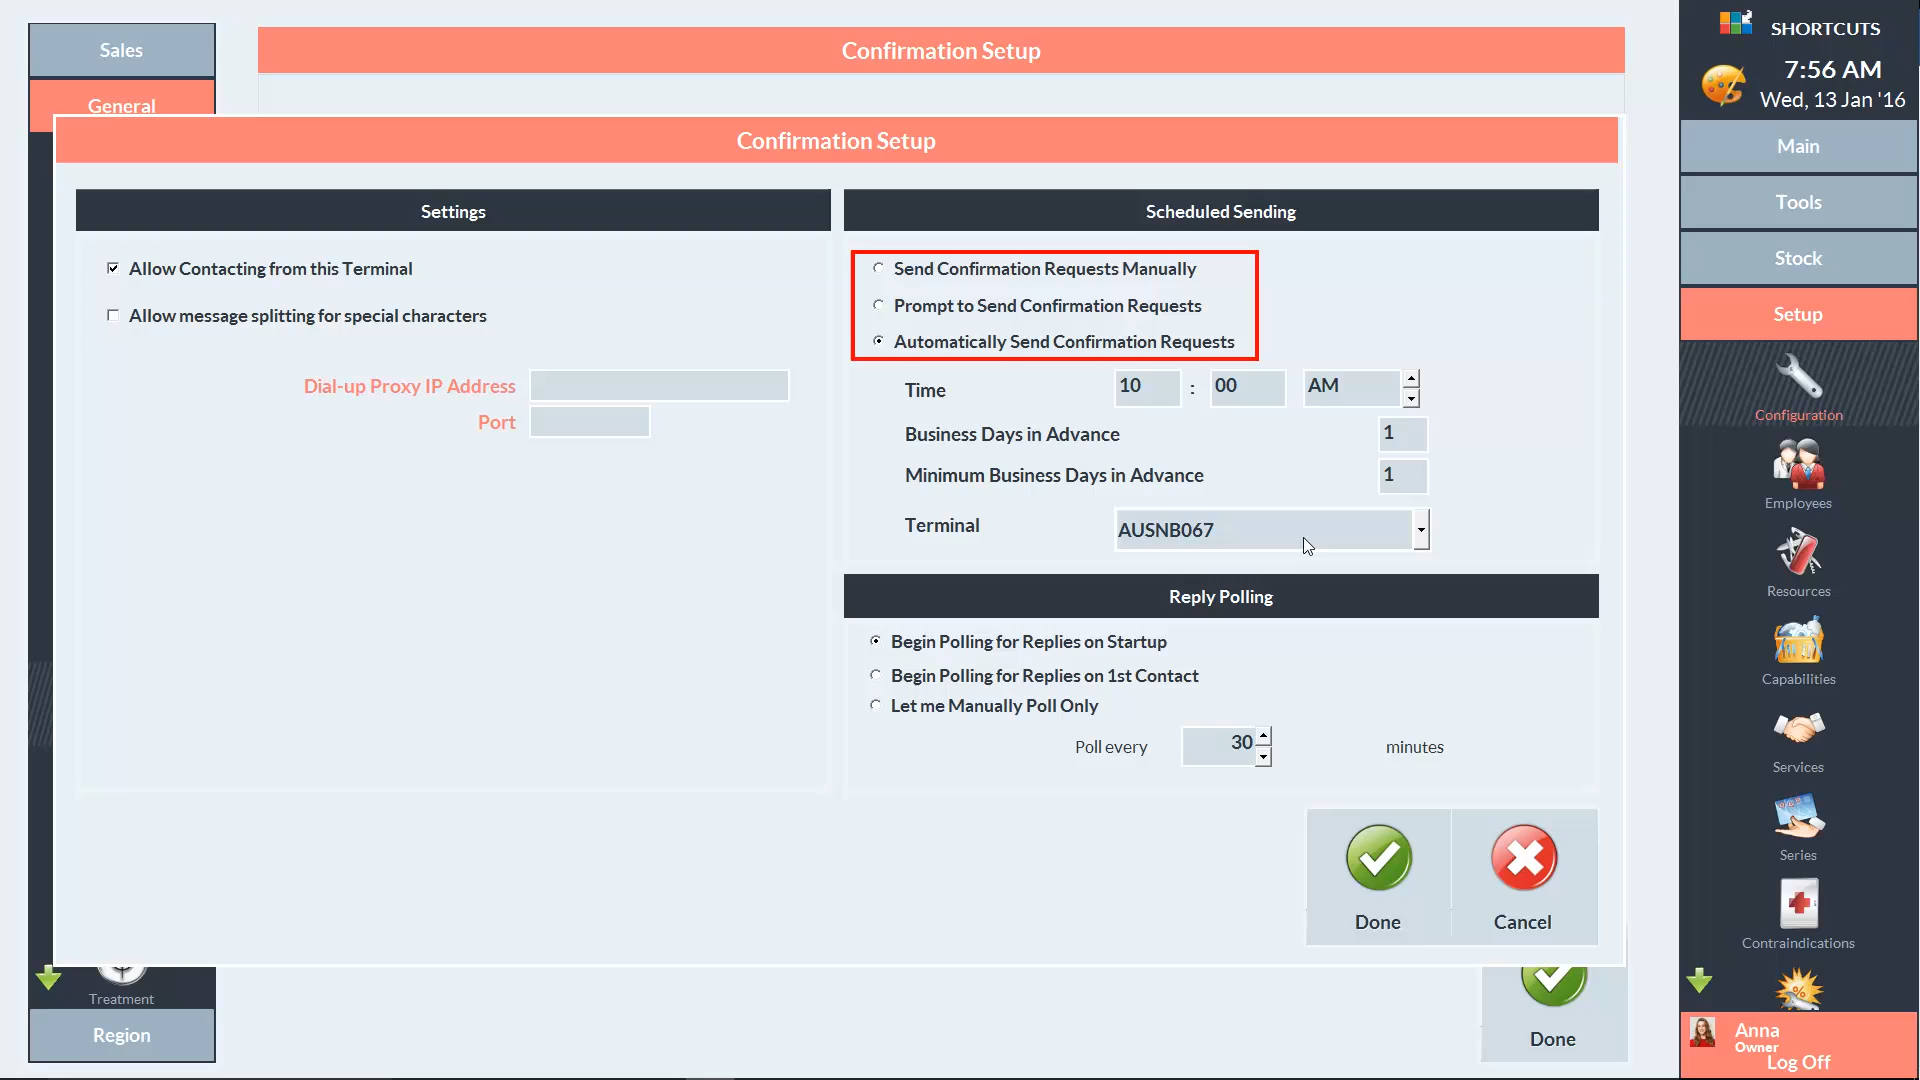 Sales
General
Confirmation Setup
Confirmation Setup
Settings
Allow Contacting from this Terminal
Allow message splitting for special characters
Dial-up Proxy IP Address
Port
Scheduled Sending
Send Confirmation Requests Manually
Prompt to Send Confirmation Requests
Automatically Send Confirmation Requests
Time 10 : 00 AM
Business Days in Advance 1
Minimum Business Days in Advance 1
Terminal AUSNB067
Reply Polling
Begin Polling for Replies on Startup
Begin Polling for Replies on 1st Contact
Let me Manually Poll Only
Poll every 30 minutes
Done
Cancel
Treatment
Region
Done
SHORTCUTS
7:56 AM
Wed, 13 Jan '16
Main
Tools
Stock
Setup
Configuration
Employees
Resources
Capabilities
Services
Series
Contraindications
Anna
Owner
Log Off